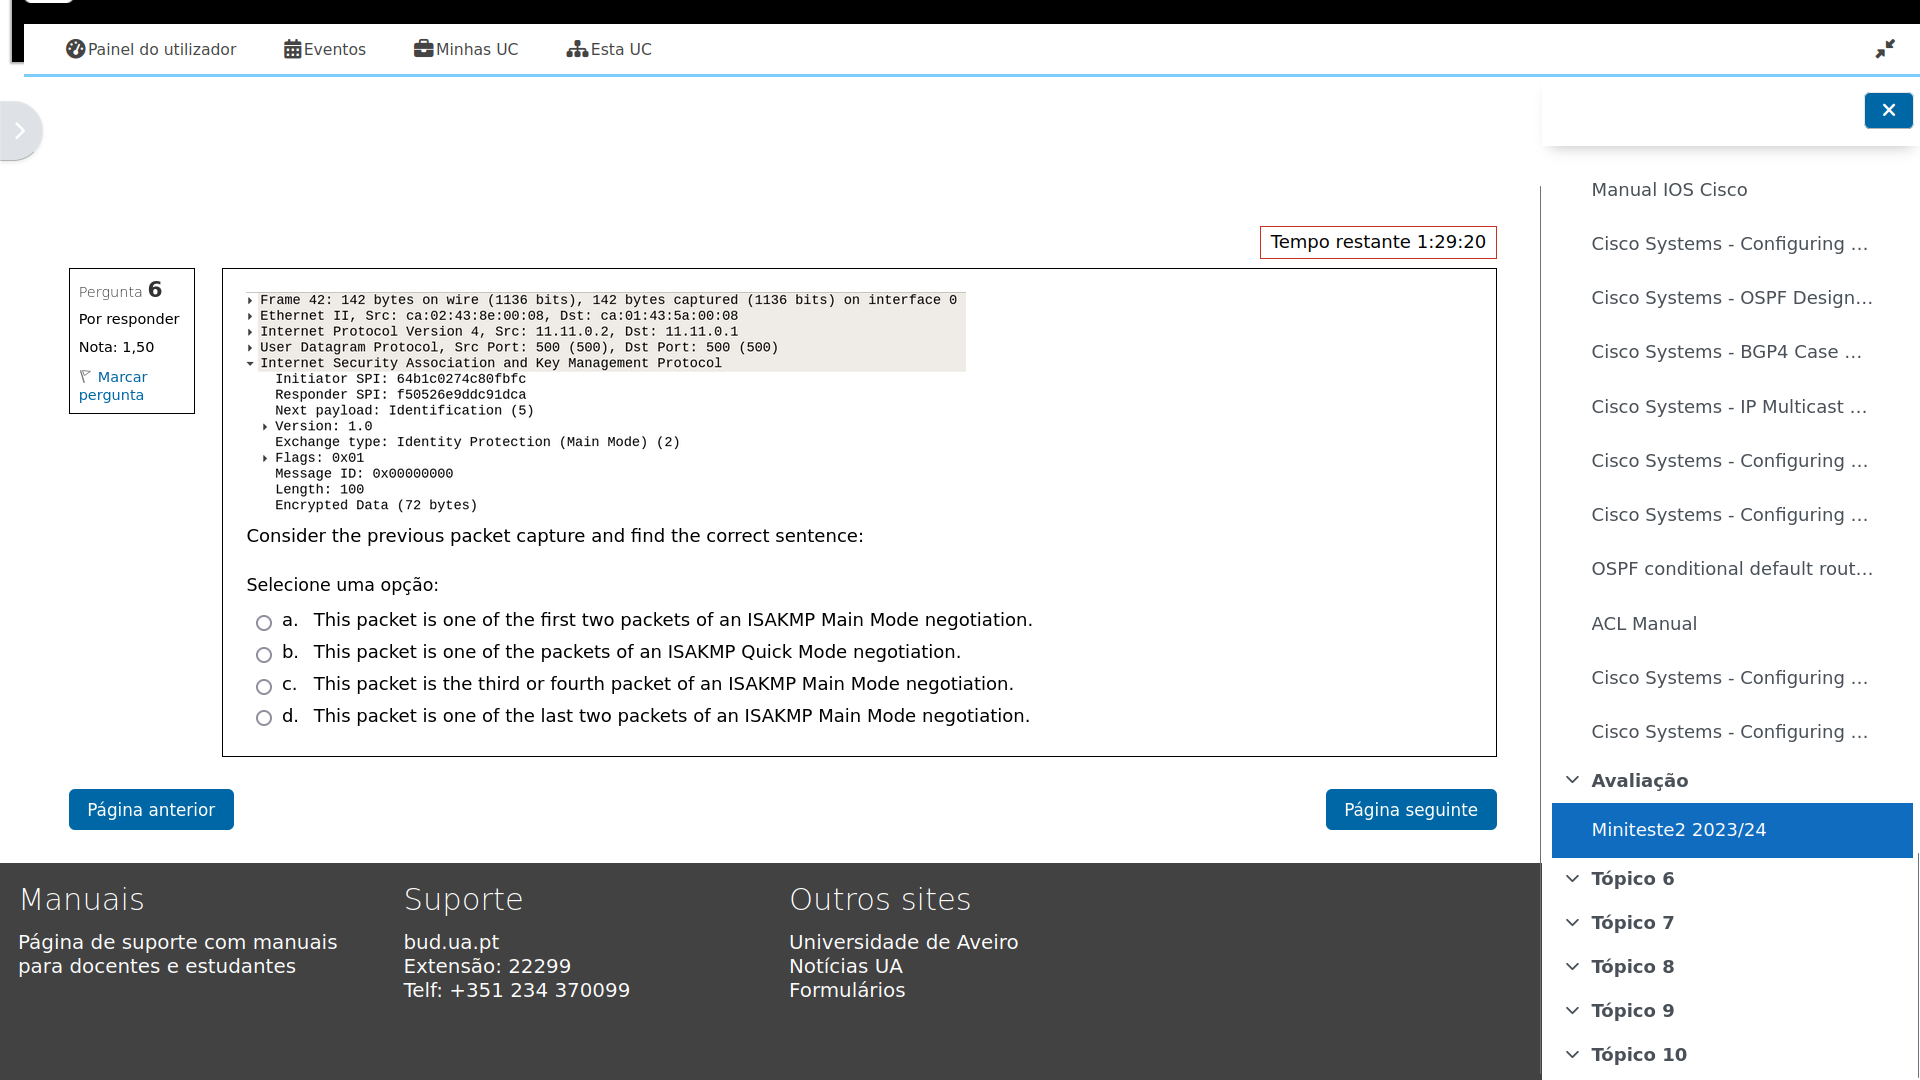 Painel do utilizador
Eventos
Minhas UC
Esta UC
Tempo restante 1:29:20
Pergunta 6
Por responder
Nota: 1,50
Marcar
pergunta
Frame 42: 142 bytes on wire (1136 bits), 142 bytes captured (1136 bits) on interface 0
Ethernet II, Src: ca:02:43:8e:00:08, Dst: ca:01:43:5a:00:08
Internet Protocol Version 4, Src: 11.11.0.2, Dst: 11.11.0.1
User Datagram Protocol, Src Port: 500 (500), Dst Port: 500 (500)
Internet Security Association and Key Management Protocol
Initiator SPI: 64b1c0274c80fbfc
Responder SPI: f50526e9ddc91dca
Next payload: Identification (5)
Version: 1.0
Exchange type: Identity Protection (Main Mode) (2)
Flags: 0x01
Message ID: 0x00000000
Length: 100
Encrypted Data (72 bytes)
Consider the previous packet capture and find the correct sentence:
Selecione uma opção:
a. This packet is one of the first two packets of an ISAKMP Main Mode negotiation.
b. This packet is one of the packets of an ISAKMP Quick Mode negotiation.
c. This packet is the third or fourth packet of an ISAKMP Main Mode negotiation.
d. This packet is one of the last two packets of an ISAKMP Main Mode negotiation.
Página anterior
Página seguinte
Manual IOS Cisco
Cisco Systems - Configuring ...
Cisco Systems - OSPF Design...
Cisco Systems - BGP4 Case ...
Cisco Systems - IP Multicast ...
Cisco Systems - Configuring ...
Cisco Systems - Configuring ...
OSPF conditional default rout...
ACL Manual
Cisco Systems - Configuring ...
Cisco Systems - Configuring ...
Avaliação
Miniteste2 2023/24
Tópico 6
Tópico 7
Tópico 8
Tópico 9
Tópico 10
Manuais
Página de suporte com manuais
para docentes e estudantes
Suporte
bud.ua.pt
Extensão: 22299
Telf: +351 234 370099
Outros sites
Universidade de Aveiro
Notícias UA
Formulários